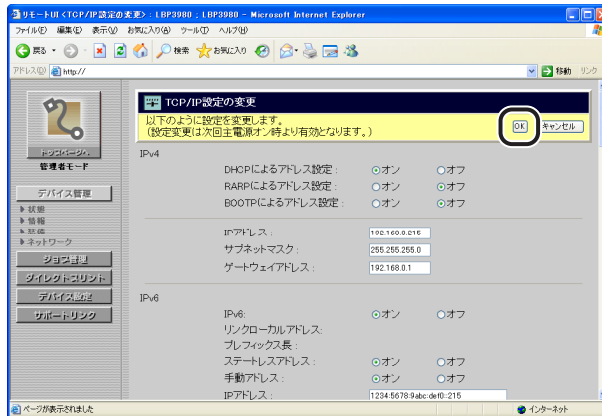 リモートUI <TCP/IP設定の変更> : LBP3980 ; LBP3980 - Microsoft Internet Explorer
ファイル(F) 編集(E) 表示(V) お気に入り(A) ツール(T) ヘルプ(H)
戻る 検索 お気に入り
アドレス(D) http:// 移動 リンク
TCP/IP設定の変更
以下のように設定を変更します。
(設定変更は次回主電源オン時より有効となります。)
OK キャンセル
トップページへ
管理者モード
デバイス管理
状態
情報
ネットワーク
ジョブ管理
ダイレクトプリント
デバイス設定
サポートリンク
IPv4
DHCPによるアドレス設定 : オン オフ
RARPによるアドレス設定 : オン オフ
BOOTPによるアドレス設定 : オン オフ
IPアドレス : 192.168.0.215
サブネットマスク : 255.255.255.0
ゲートウェイアドレス : 192.168.0.1
IPv6
IPv6: オン オフ
リンクローカルアドレス:
プレフィックス長 :
ステートレスアドレス : オン オフ
手動アドレス : オン オフ
IPアドレス : 1234:5678:9abc:def0::215
ページが表示されました インターネット